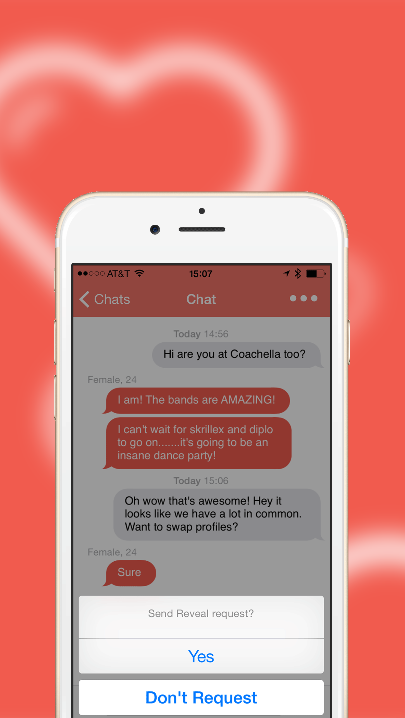 AT&T 15:07
Chats Chat
Today 14:56
Hi are you at Coachella too?
Female, 24
I am! The bands are AMAZING!
I can't wait for skrillex and diplo
to go on.......it's going to be an
insane dance party!
Today 15:06
Oh wow that's awesome! Hey it
looks like we have a lot in common.
Want to swap profiles?
Female, 24
Sure
Send Reveal request?
Yes
Don't Request